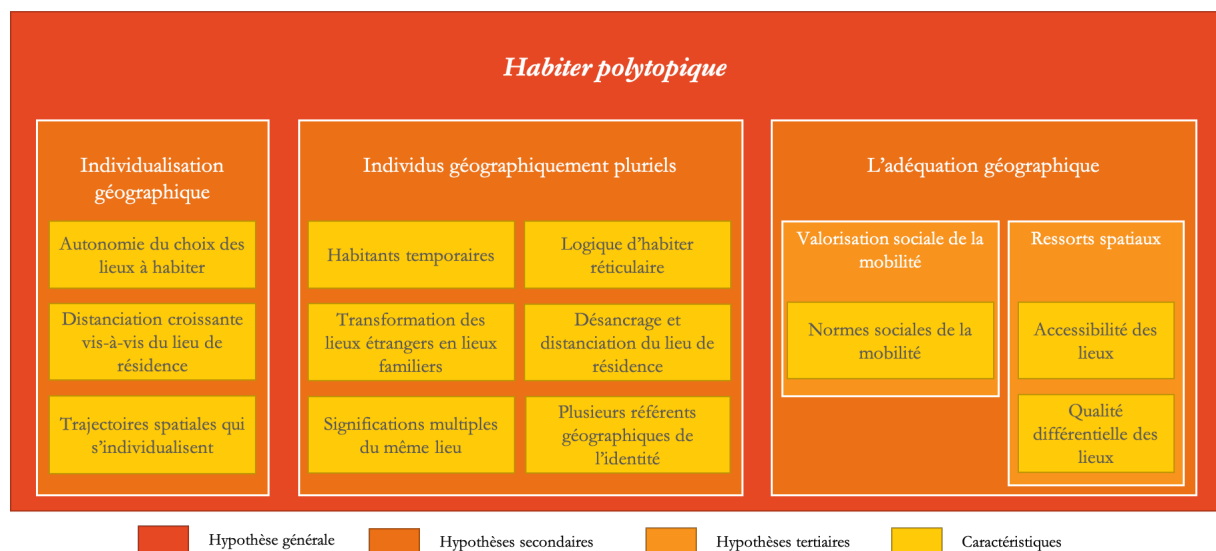 Habiter polytopique
Individualisation
géographique
Autonomie du choix des
lieux à habiter
Distanciation croissante
vis-à-vis du lieu de
résidence
Trajectoires spatiales qui
s’individualisent
Individus géographiquement pluriels
Habitants temporaires
Logique d’habiter
réticulaire
Transformation des
lieux étrangers en lieux
familiers
Désancrage et
distanciation du lieu de
résidence
Significations multiples
du même lieu
Plusieurs référents
géographiques de
l’identité
L’adéquation géographique
Valorisation sociale de la
mobilité
Normes sociales de la
mobilité
Ressorts spatiaux
Accessibilité des
lieux
Qualité
différentielle des
lieux
Hypothèse générale
Hypothèses secondaires
Hypothèses tertiaires
Caractéristiques